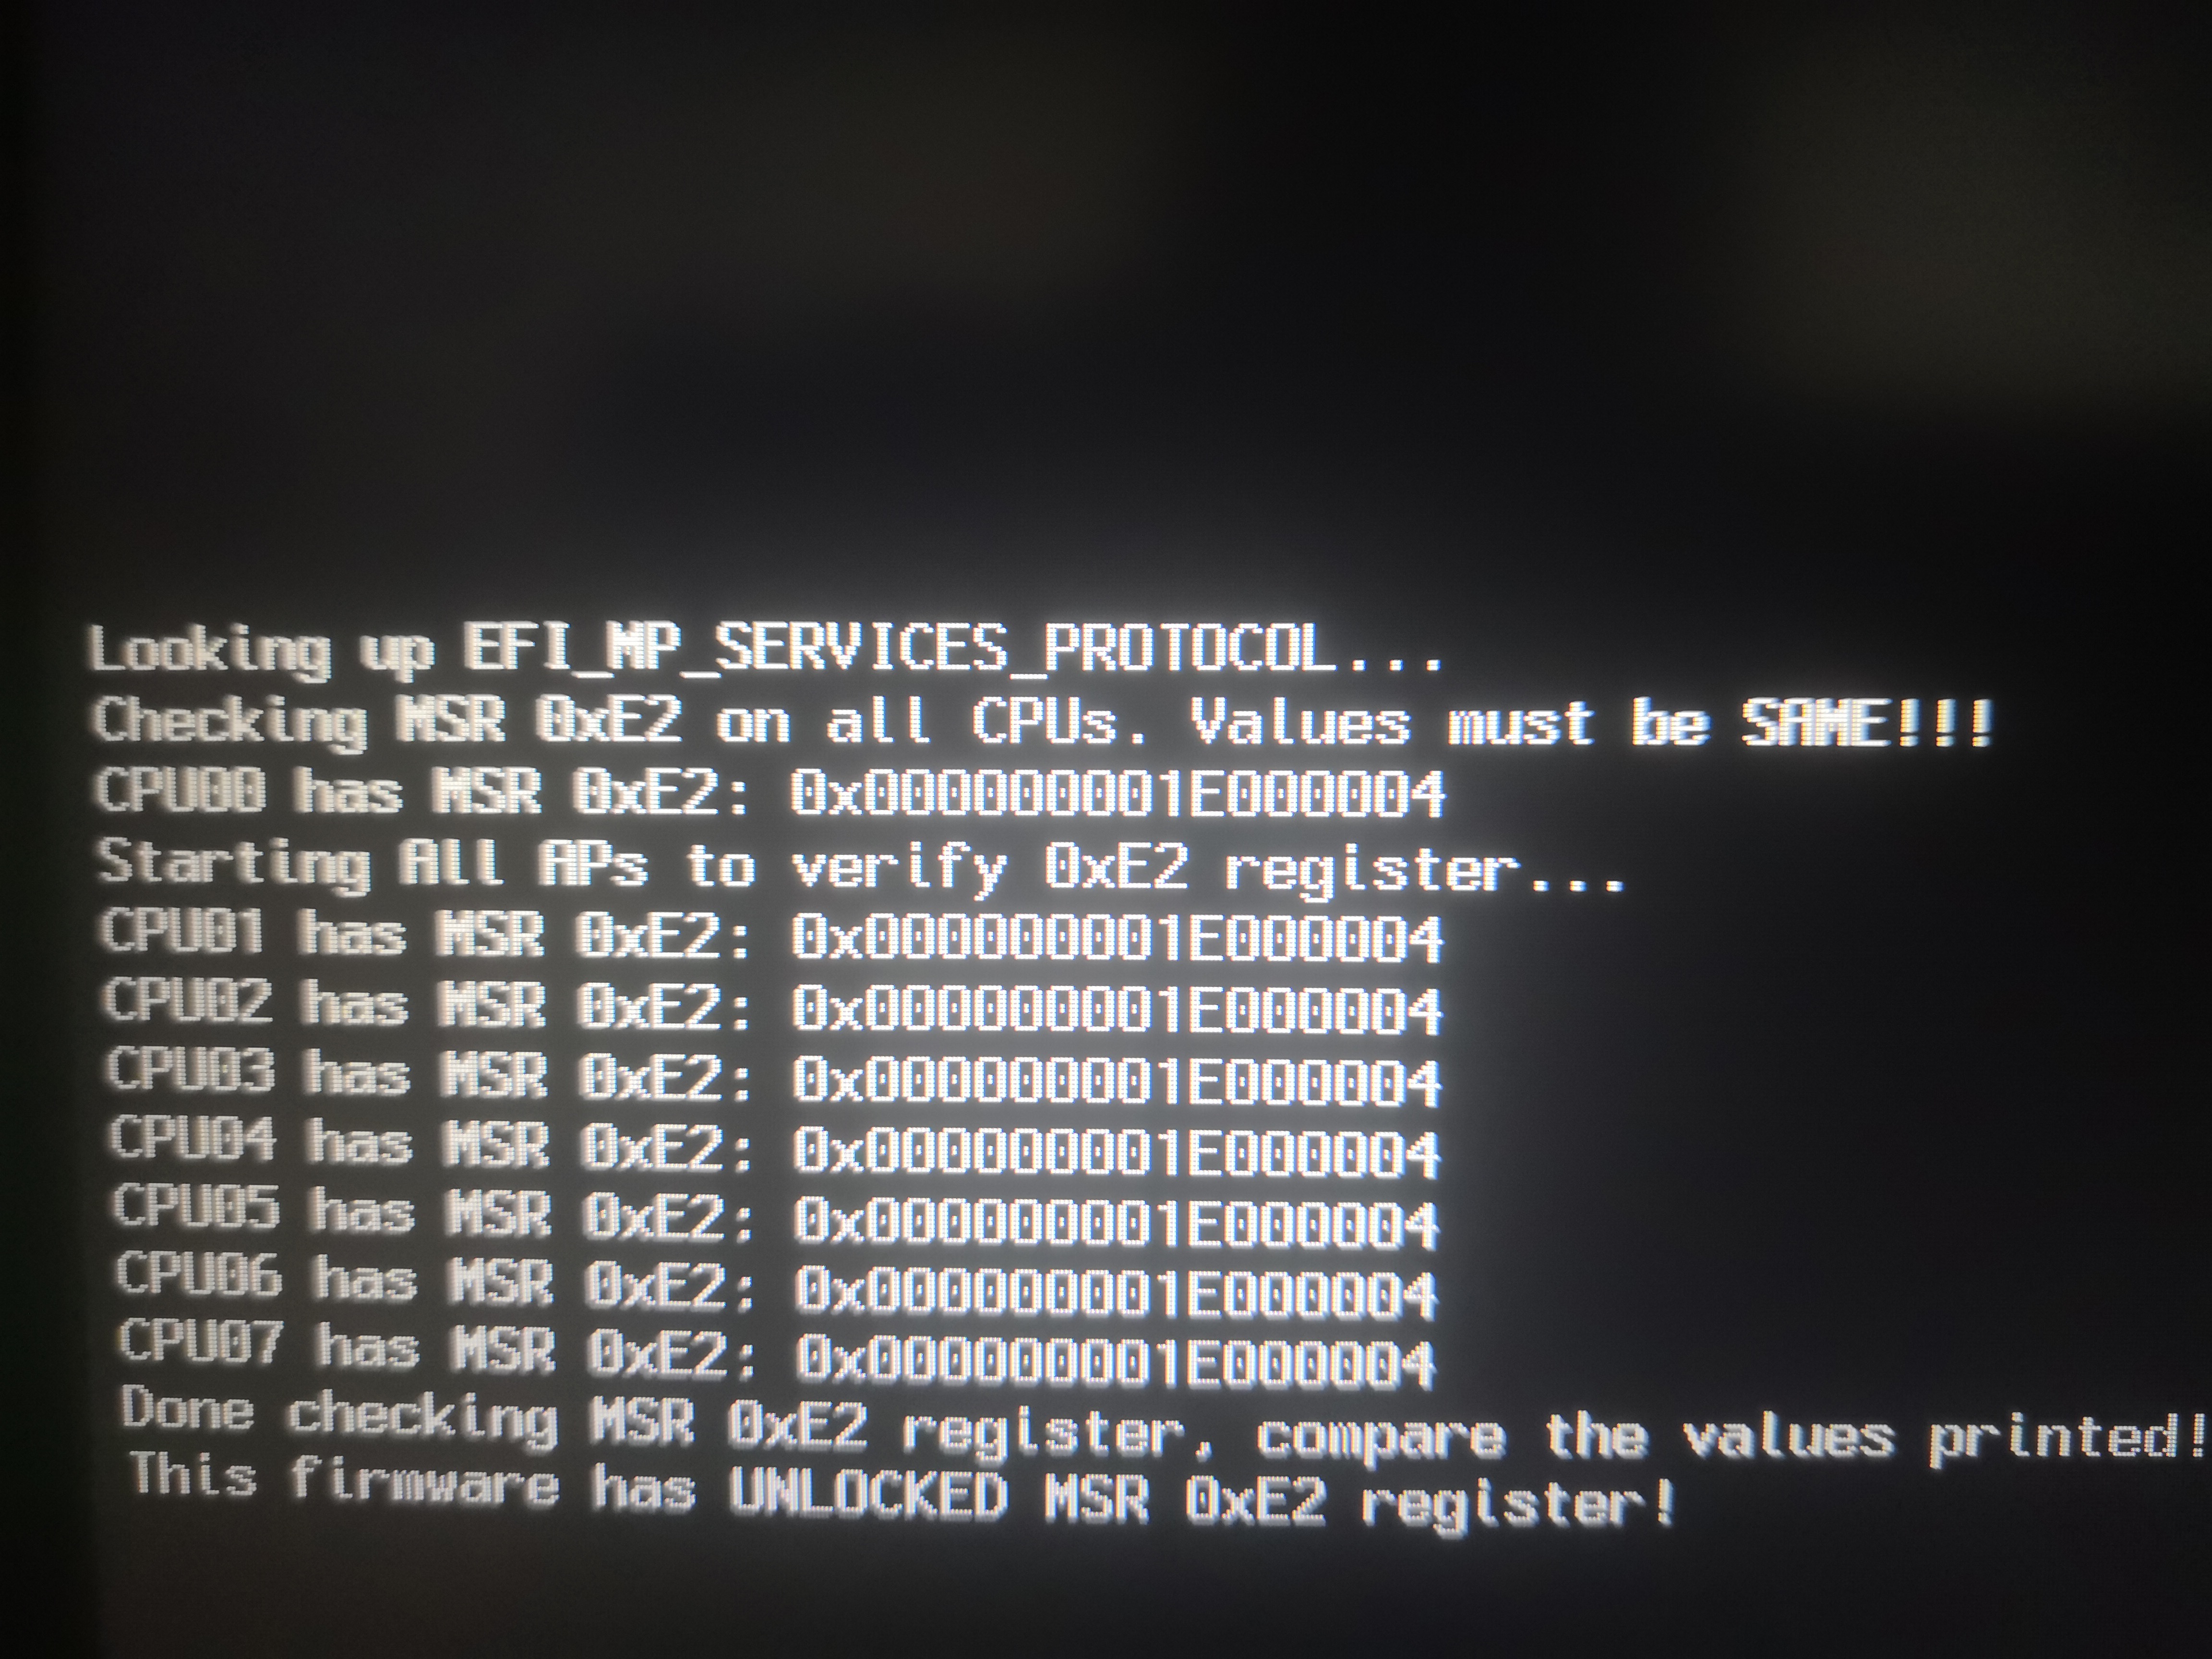 Looking up EFI_MP_SERVICES_PROTOCOL...
Checking MSR 0xE2 on all CPUs. Values must be SAME!!!
CPU00 has MSR 0xE2: 0x000000001E000004
Starting All APs to verify 0xE2 register...
CPU01 has MSR 0xE2: 0x000000001E000004
CPU02 has MSR 0xE2: 0x000000001E000004
CPU03 has MSR 0xE2: 0x000000001E000004
CPU04 has MSR 0xE2: 0x000000001E000004
CPU05 has MSR 0xE2: 0x000000001E000004
CPU06 has MSR 0xE2: 0x000000001E000004
CPU07 has MSR 0xE2: 0x000000001E000004
Done checking MSR 0xE2 register, compare the values printed!
This firmware has UNLOCKED MSR 0xE2 register!